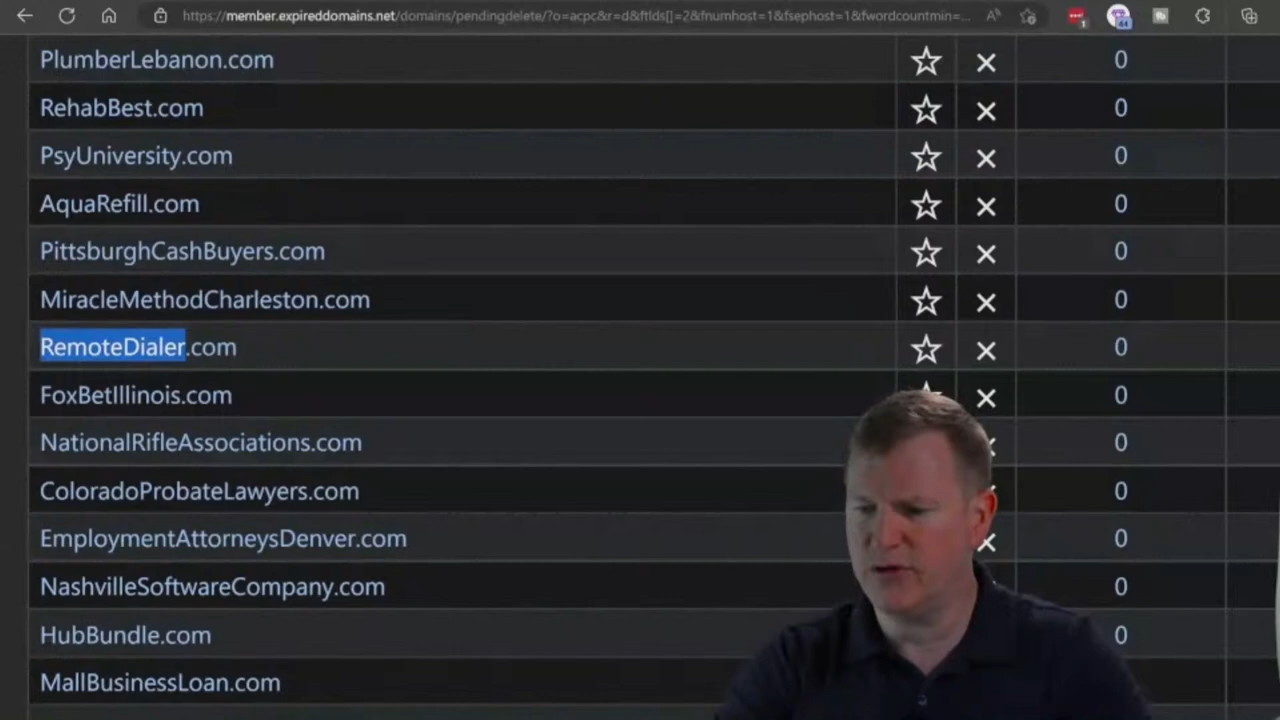 https://member.expireddomains.net/domains/pendingdelete/?o=acpc&r=d&ftlds[]=2&fnumhost=1&fsephost=1&fwordcountmin=... A 1 44
PlumberLebanon.com 0
RehabBest.com 0
PsyUniversity.com 0
AquaRefill.com 0
PittsburghCashBuyers.com 0
MiracleMethodCharleston.com 0
RemoteDialer.com 0
FoxBetIllinois.com 0
NationalRifleAssociations.com 0
ColoradoProbateLawyers.com 0
EmploymentAttorneysDenver.com 0
NashvilleSoftwareCompany.com 0
HubBundle.com 0
MallBusinessLoan.com